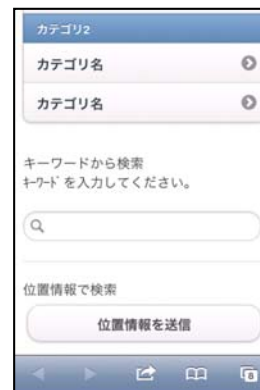 カテゴリ2
カテゴリ名
カテゴリ名
キーワードから検索
ｷｰﾜｰﾄﾞを入力してください。
位置情報で検索
位置情報を送信
8